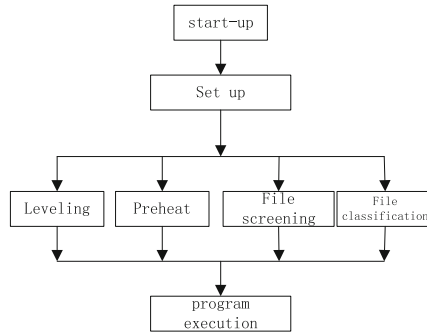 start-up
Set up
Leveling
Preheat
File
screening
File
classification
program
execution